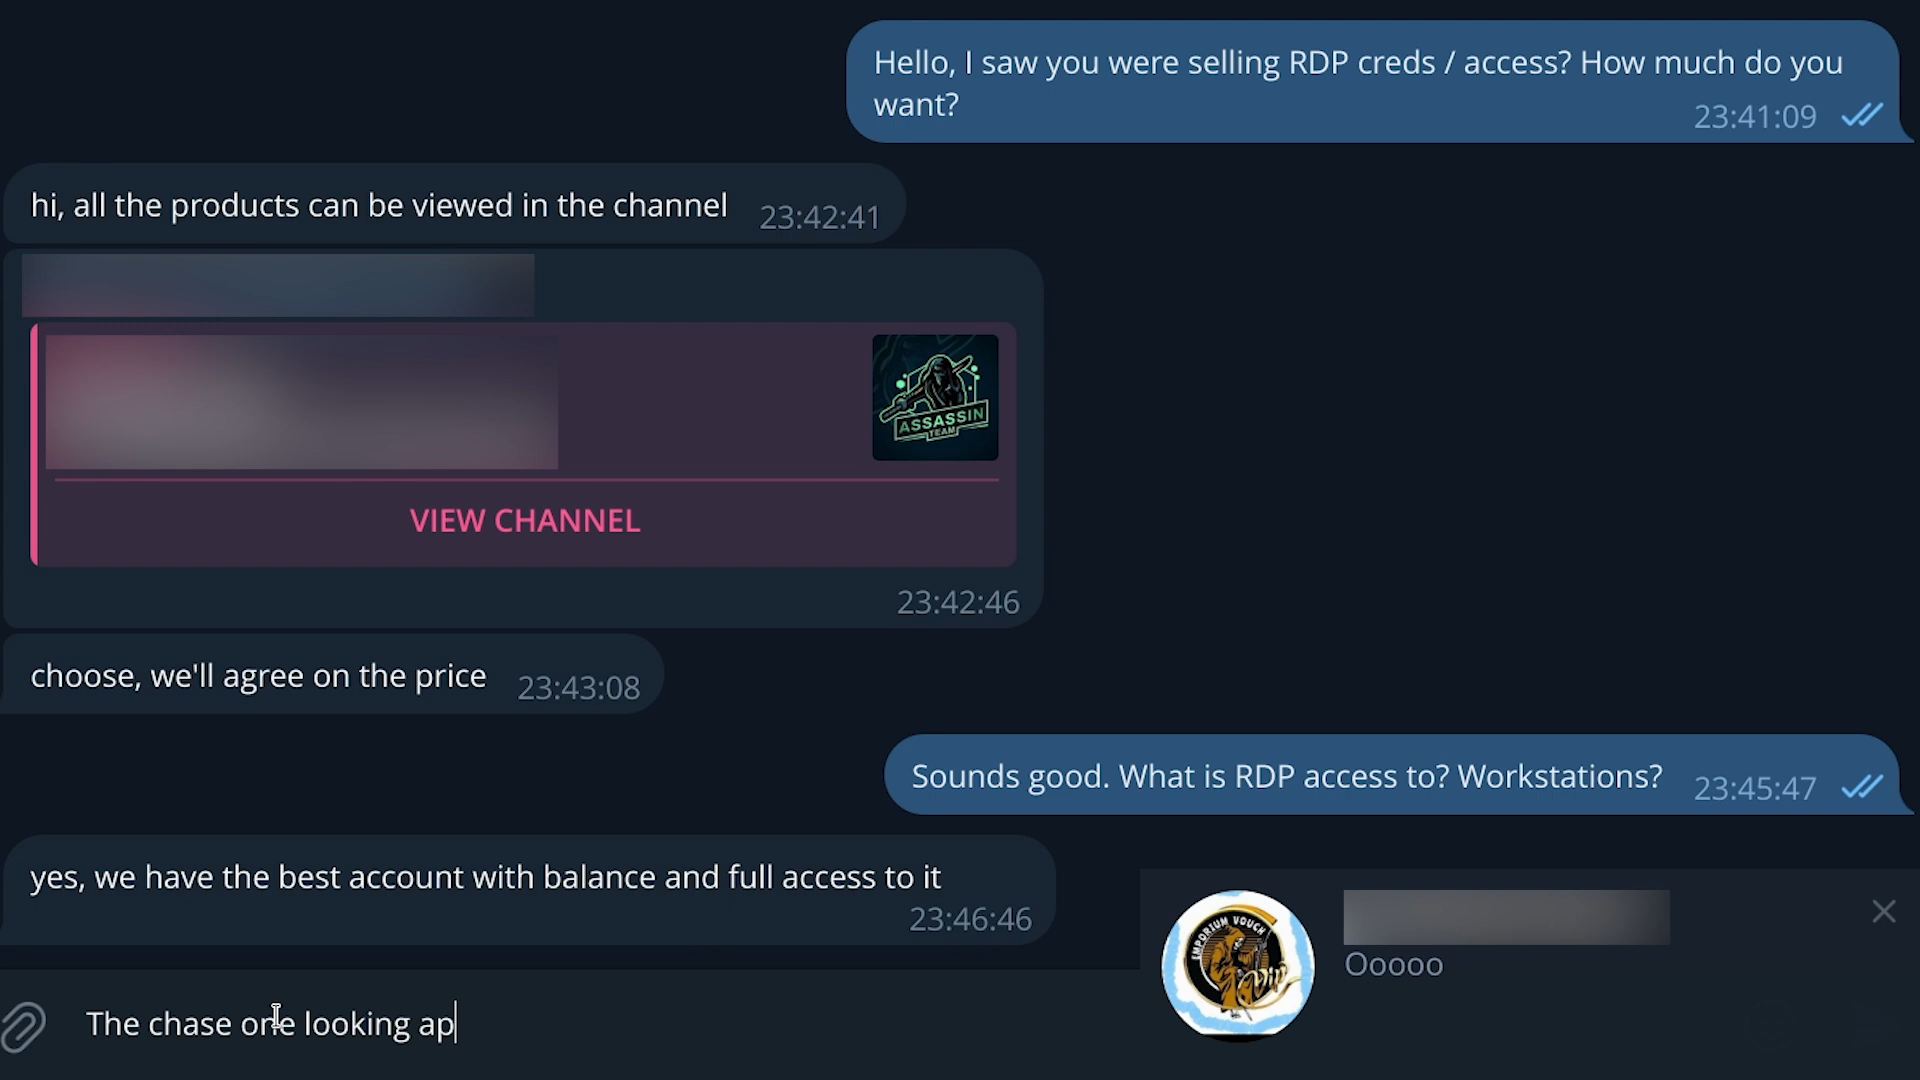 Hello, I saw you were selling RDP creds / access? How much do you
want?
23:41:09
hi, all the products can be viewed in the channel 23:42:41
ASSASSIN
TEAM
VIEW CHANNEL
23:42:46
choose, we'll agree on the price 23:43:08
Sounds good. What is RDP access to? Workstations? 23:45:47
yes, we have the best account with balance and full access to it
23:46:46
EMPORIUM VOUCH
Vip
Ooooo
The chase one looking ap